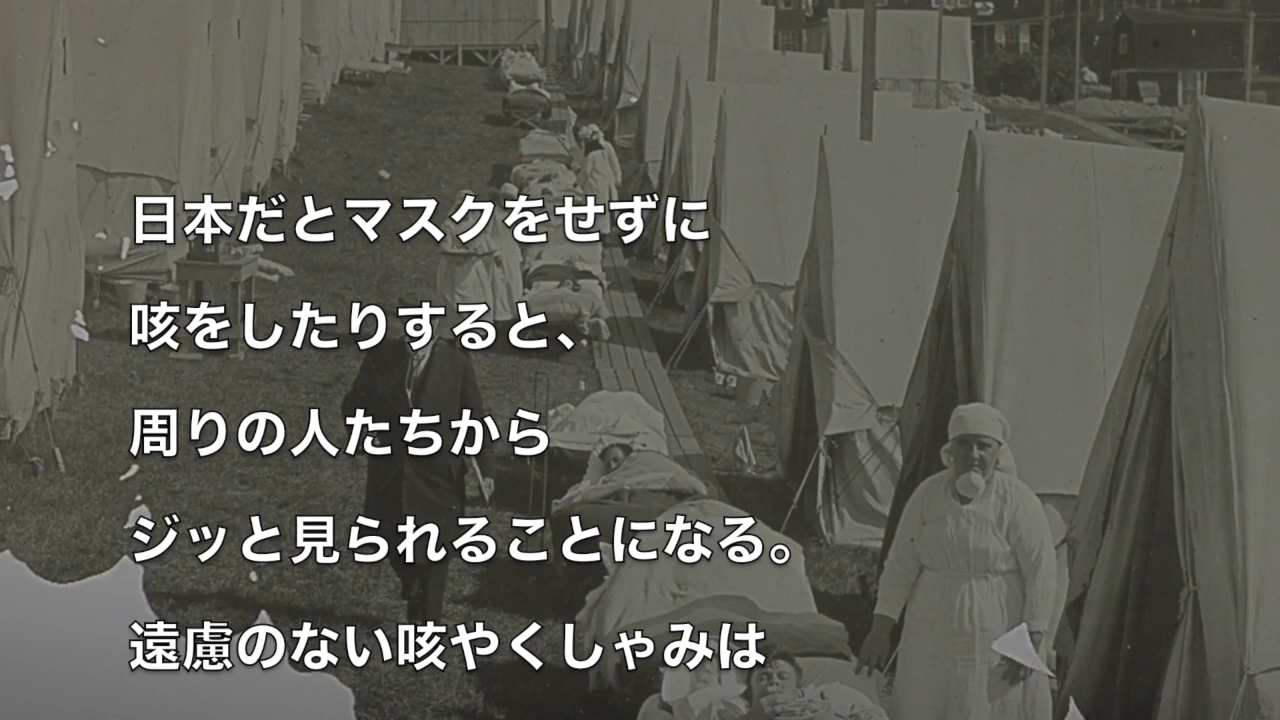 日本だとマスクをせずに
咳をしたりすると、
周りの人たちから
ジッと見られることになる。
遠慮のない咳やくしゃみは